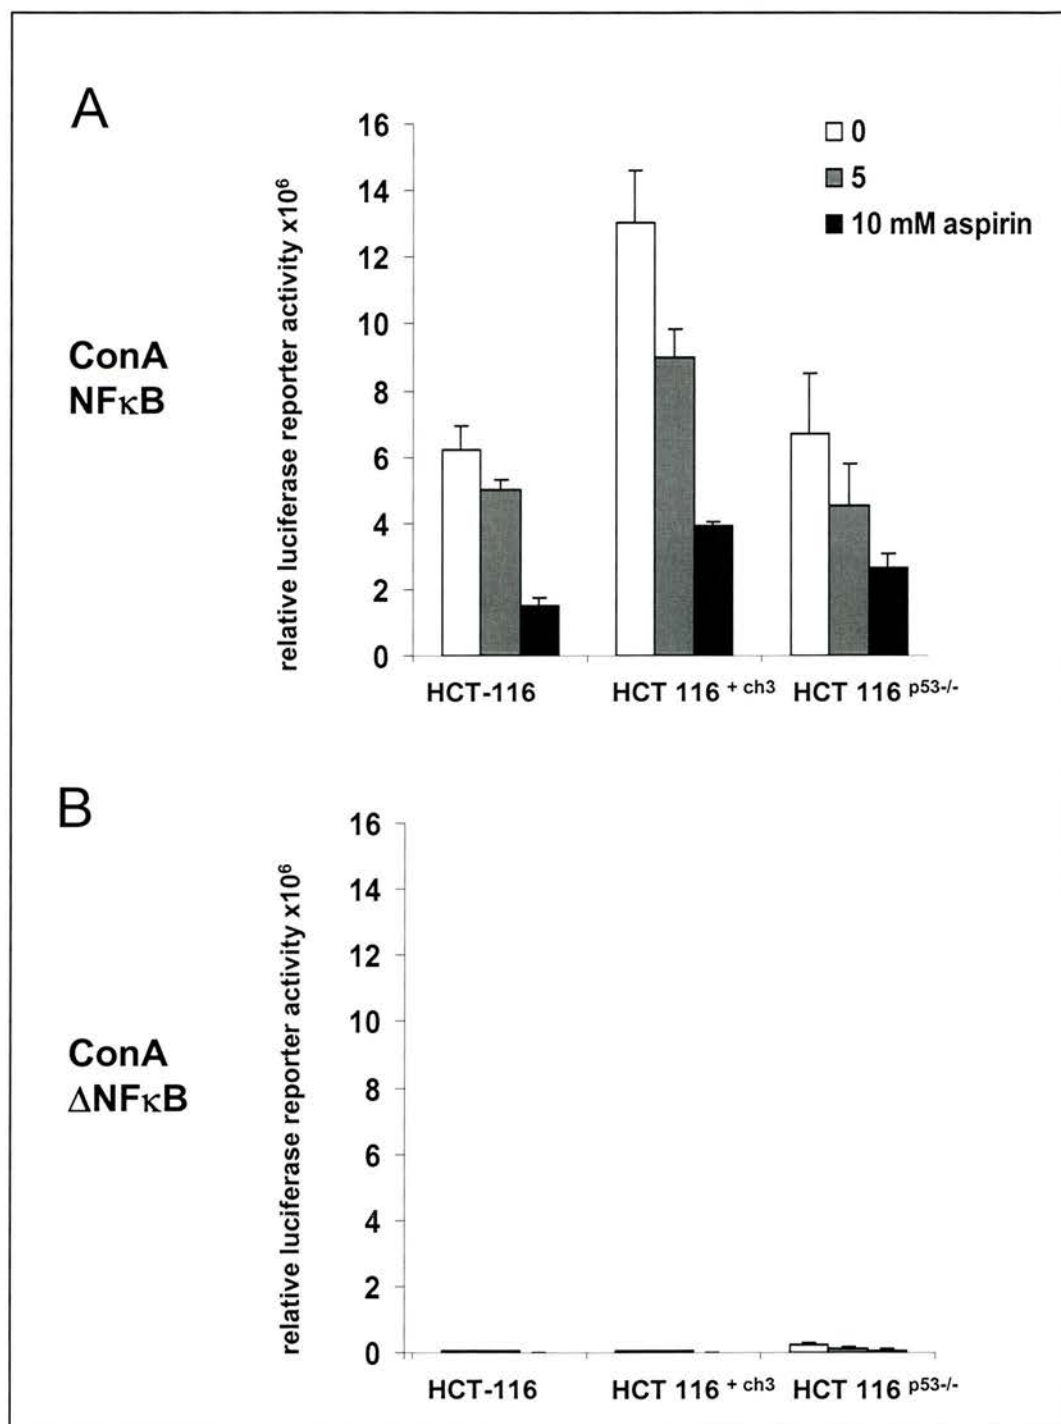 A
ConA
NFκB
relative luciferase reporter activity x10⁶
16
14
12
10
8
6
4
2
0
0
5
10 mM aspirin
HCT-116
HCT 116 + ch3
HCT 116 p53-/-
B
ConA
ΔNFκB
relative luciferase reporter activity x10⁶
16
14
12
10
8
6
4
2
0
HCT-116
HCT 116 + ch3
HCT 116 p53-/-